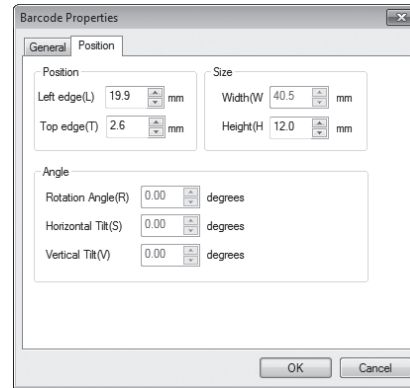 Barcode Properties
General Position
Position Size
Left edge(L) 19.9 mm Width(W 40.5 mm
Top edge(T) 2.6 mm Height(H 12.0 mm
Angle
Rotation Angle(R) 0.00 degrees
Horizontal Tilt(S) 0.00 degrees
Vertical Tilt(V) 0.00 degrees
OK Cancel